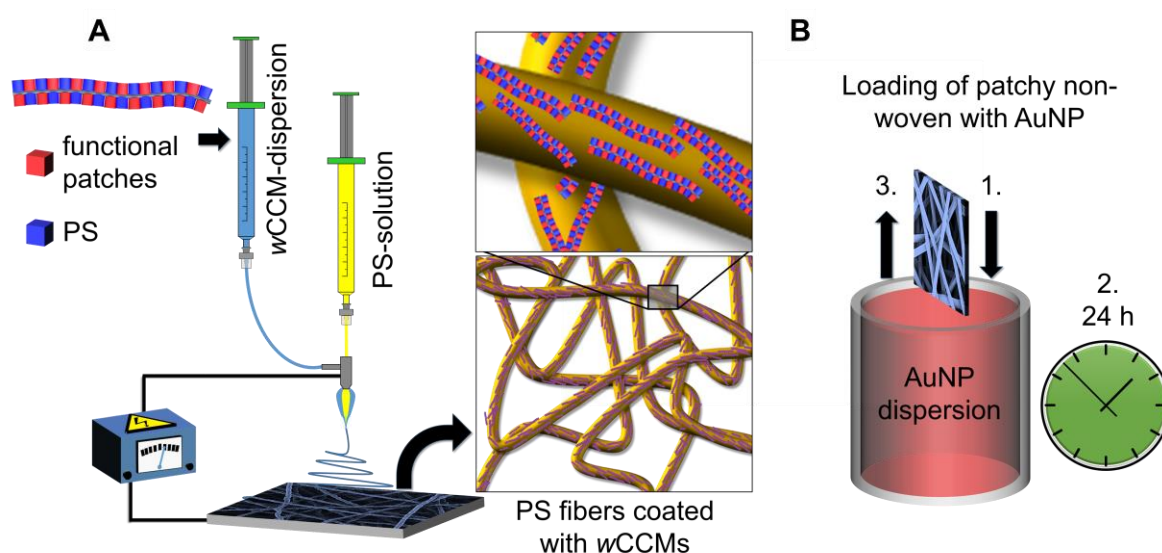 A
functional
patches
PS
wCCM-dispersion
PS-solution
PS fibers coated
with wCCMs
B
Loading of patchy non-
woven with AuNP
3.
1.
2.
24 h
AuNP
dispersion